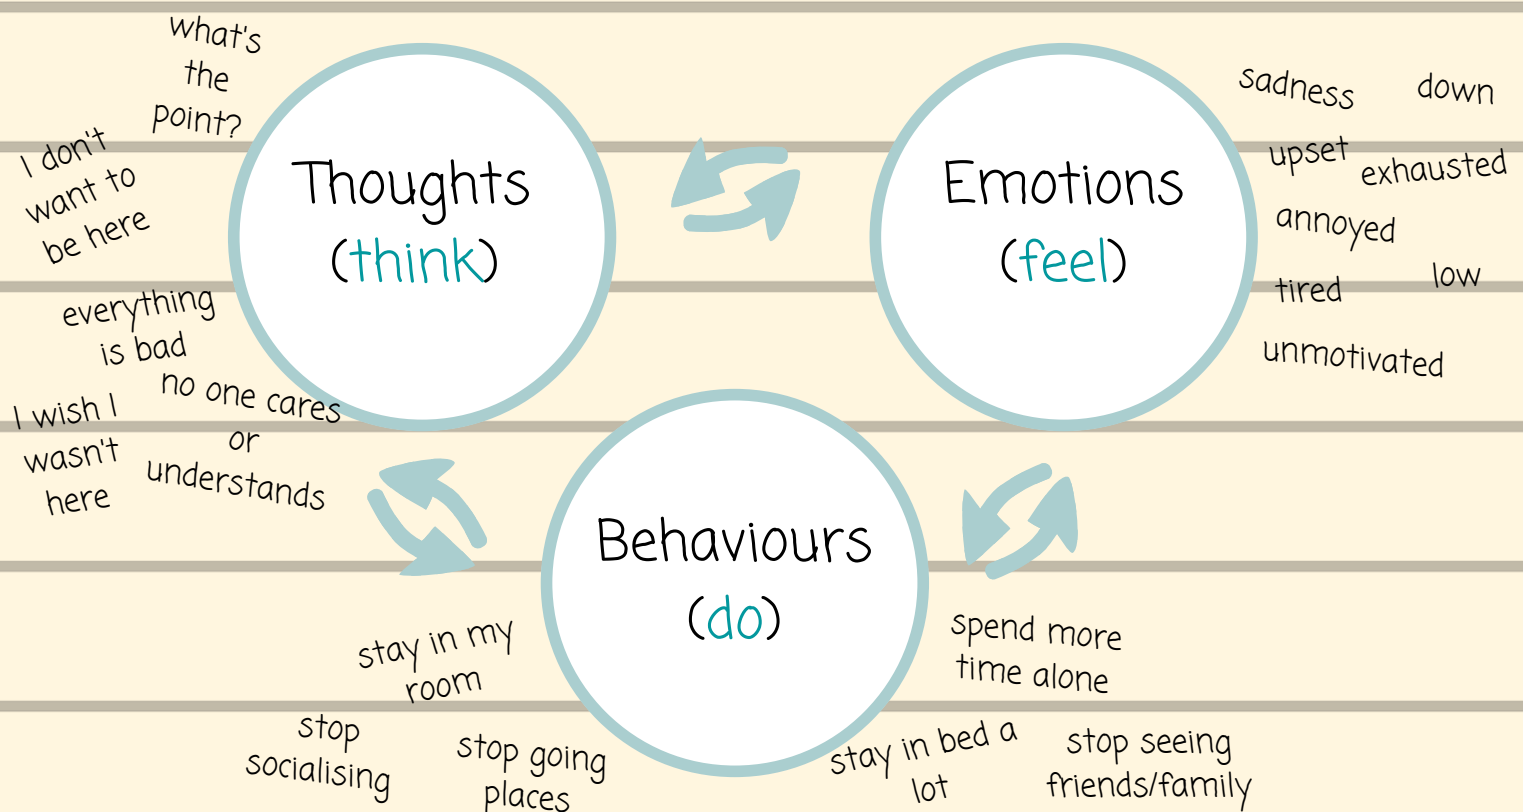 what's
the
point?
I don't
want to
be here
everything
is bad
no one cares
or
understands
I wish I
wasn't
here
Thoughts
(think)
Emotions
(feel)
sadness
down
upset
exhausted
annoyed
low
tired
unmotivated
Behaviours
(do)
stay in my
room
stop
socialising
stop going
places
spend more
time alone
stay in bed a
lot
stop seeing
friends/family